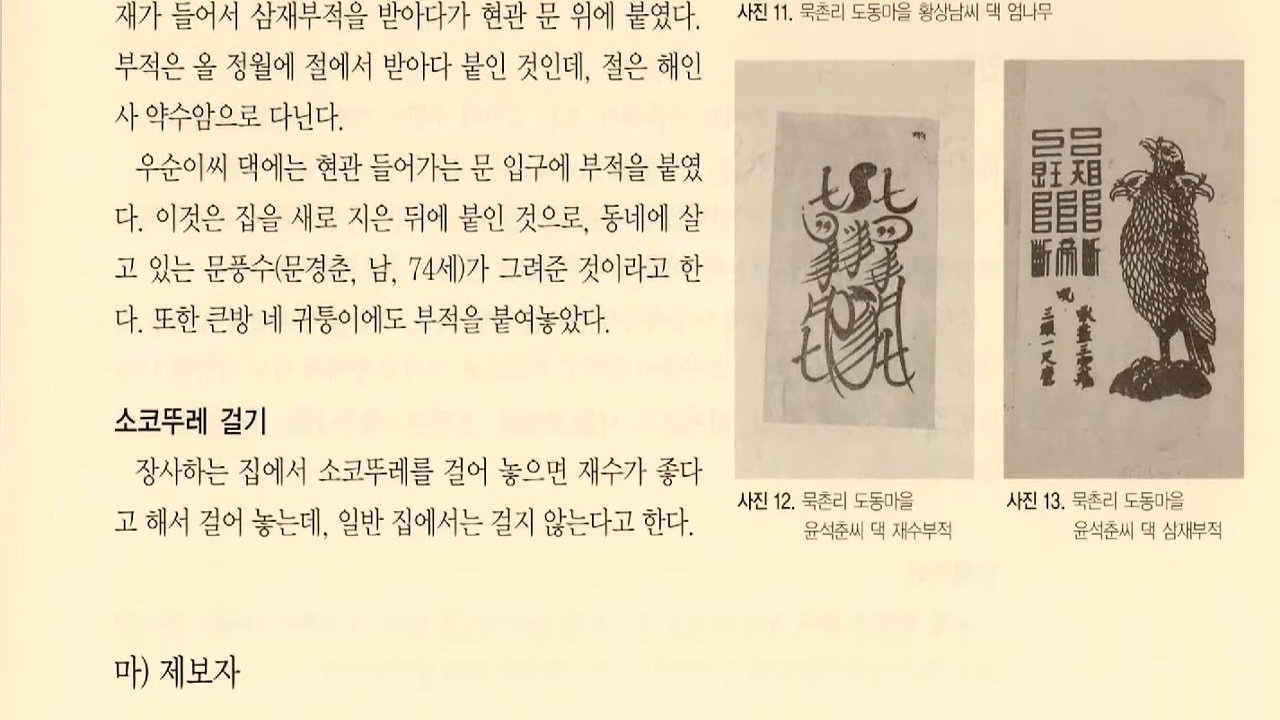 재가 들어서 삼재부적을 받아다가 현관 문 위에 붙였다.
부적은 올 정월에 절에서 받아다 붙인 것인데, 절은 해인
사 약수암으로 다닌다.
우순이씨 댁에는 현관 들어가는 문 입구에 부적을 붙였
다. 이것은 집을 새로 지은 뒤에 붙인 것으로, 동네에 살
고 있는 문풍수(문경춘, 남, 74세)가 그려준 것이라고 한
다. 또한 큰방 네 귀퉁이에도 부적을 붙여놓았다.
소코뚜레 걸기
장사하는 집에서 소코뚜레를 걸어 놓으면 재수가 좋다
고 해서 걸어 놓는데, 일반 집에서는 걸지 않는다고 한다.
마) 제보자
사진 11. 묵촌리 도동마을 황상남씨 댁 엄나무
사진 12. 묵촌리 도동마을
윤석춘씨 댁 재수부적
사진 13. 묵촌리 도동마을
윤석춘씨 댁 삼재부적